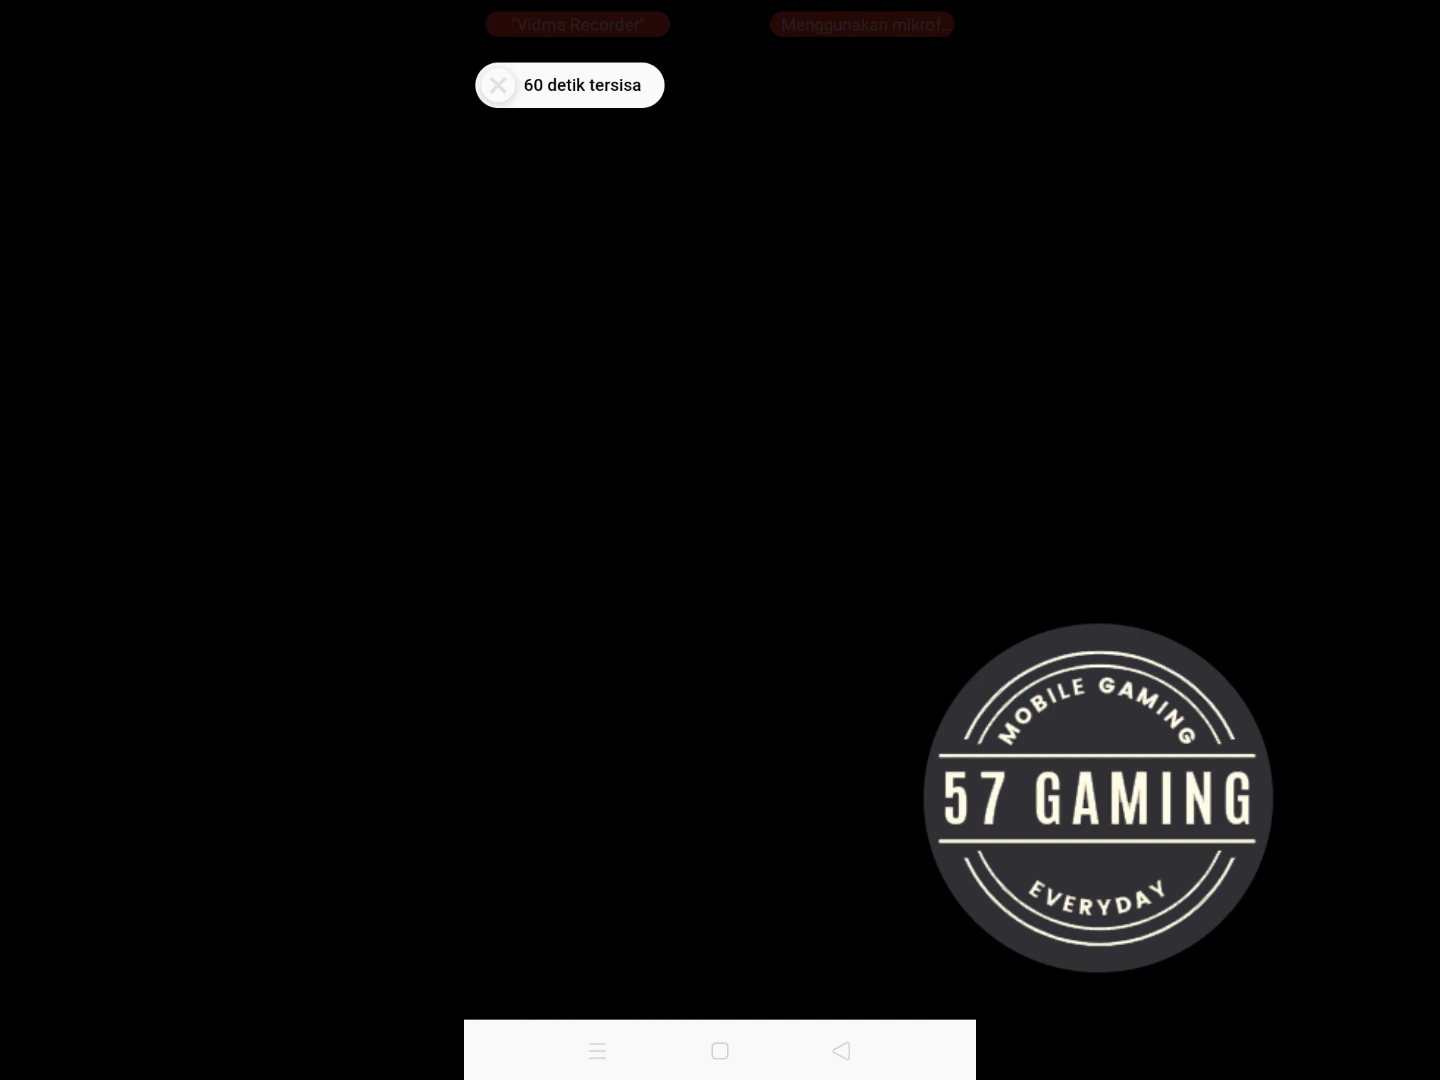 "Vidma Recorder"
Menggunakan mikrof...
60 detik tersisa
MOBILE GAMING
57 GAMING
EVERYDAY